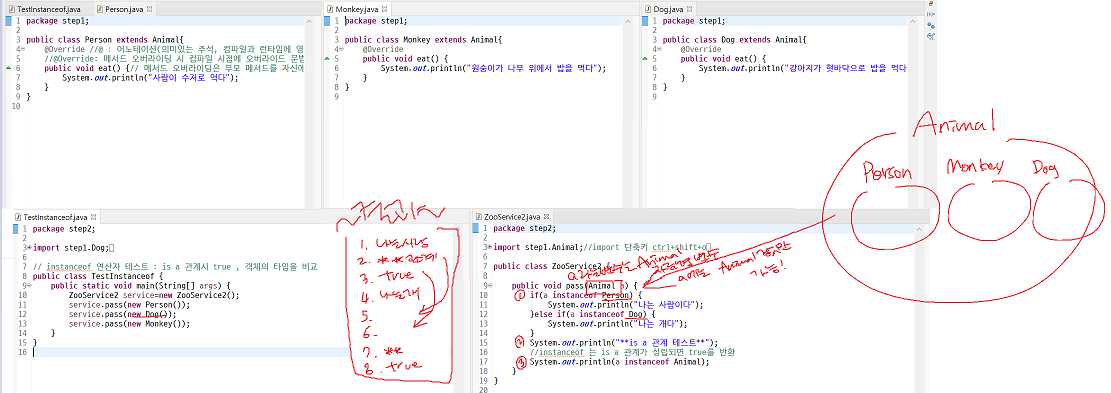 TestInstanceof.java Person.java
1 package step1;
2
3 public class Person extends Animal{
4 @Override //@ : 어노테이션(의미있는 주석, 컴파일과 런타임에 영
5 //@Override: 메서드 오버라이딩 시 컴파일 시점에 오버라이드 문법
6 public void eat() {// 메서드 오버라이딩은 부모 메서드를 자신에
7 System.out.println("사람이 수저로 먹다");
8 }
9 }
10
Monkey.java
1 package step1;
2
3 public class Monkey extends Animal{
4 @Override
5 public void eat() {
6 System.out.println("원숭이가 나무 위에서 밥을 먹다");
7 }
8 }
9
Dog.java
1 package step1;
2
3 public class Dog extends Animal{
4 @Override
5 public void eat() {
6 System.out.println("강아지가 혓바닥으로 밥을 먹다
7 }
8 }
9
Animal
Person Monkey Dog
TestInstanceof.java
1 package step2;
2
3 import step1.Dog;
6
7 // instanceof 연산자 테스트 : is a 관계시 true , 객체의 타입을 비교
8 public class TestInstanceof {
9 public static void main(String[] args) {
10 ZooService2 service=new ZooService2();
11 service.pass(new Person());
12 service.pass(new Dog());
13 service.pass(new Monkey());
14 }
15 }
16
1. 나는사람
2. **관계
3. true
4. 나는개
5.
6.
7. **
8. true
ZooService2.java
1 package step2;
2
3 import step1.Animal;//import 단축키 ctrl+shift+o
6
7 public class ZooService2 {
8
9 public void pass(Animal a) {
10 if(a instanceof Person) {
11 System.out.println("나는 사람이다");
12 }else if(a instanceof Dog) {
13 System.out.println("나는 개다");
14 }
15 System.out.println("**is a 관계 테스트**");
16 //instanceof 는 is a 관계가 성립되면 true를 반환
17 System.out.println(a instanceof Animal);
18 }
19 }
20
Animal
a에는 Animal
가능!
1
2
3